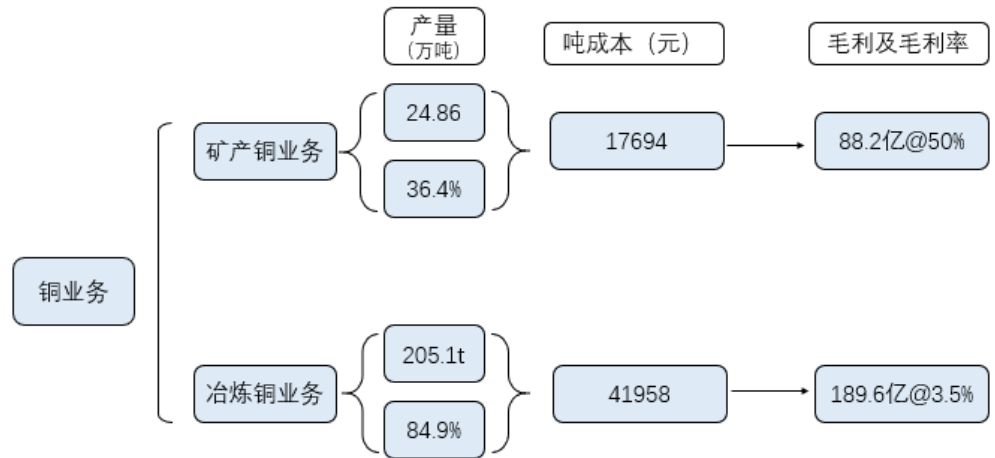 产量
（万吨）
吨成本（元）
毛利及毛利率
24.86
矿产铜业务
17694
88.2亿@50%
36.4%
铜业务
205.1t
冶炼铜业务
41958
189.6亿@3.5%
84.9%